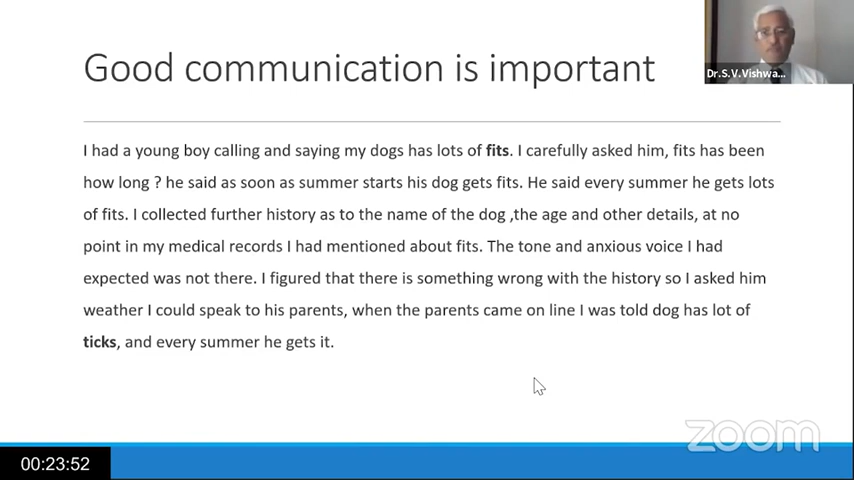 Good communication is important
Dr.S.V.Vishwa...
I had a young boy calling and saying my dogs has lots of fits. I carefully asked him, fits has been
how long ? he said as soon as summer starts his dog gets fits. He said every summer he gets lots
of fits. I collected further history as to the name of the dog ,the age and other details, at no
point in my medical records I had mentioned about fits. The tone and anxious voice I had
expected was not there. I figured that there is something wrong with the history so I asked him
weather I could speak to his parents, when the parents came on line I was told dog has lot of
ticks, and every summer he gets it.
zoom
00:23:52